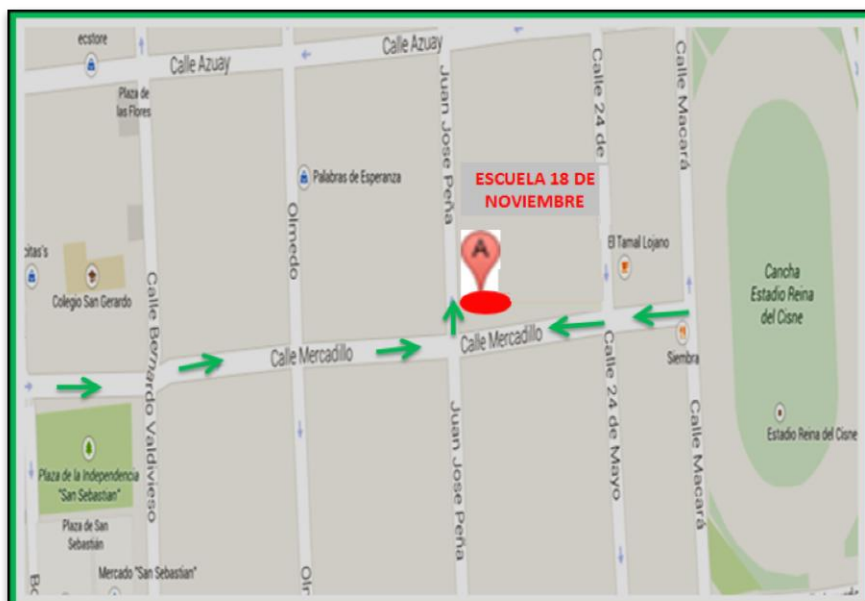 ecstore
Calle Azuay
Calle Azuay
Plaza de
las Flores
Juan Jose Peña
Calle 24 de
Calle Macará
Palabras de Esperanza
ESCUELA 18 DE
NOVIEMBRE
Olmedo
A
El Tamal Lojano
citas's
Colegio San Gerardo
Cancha
Estadio Reina
del Cisne
Calle Bernardo Valdivieso
Calle Mercadillo
Calle Mercadillo
Siembra
Juan Jose Peña
Calle 24 de Mayo
Calle Macará
Estadio Reina del Cisne
Plaza de la Independencia
"San Sebastian"
Plaza de San
Sebastián
Mercado "San Sebastian"
Bo
Olm